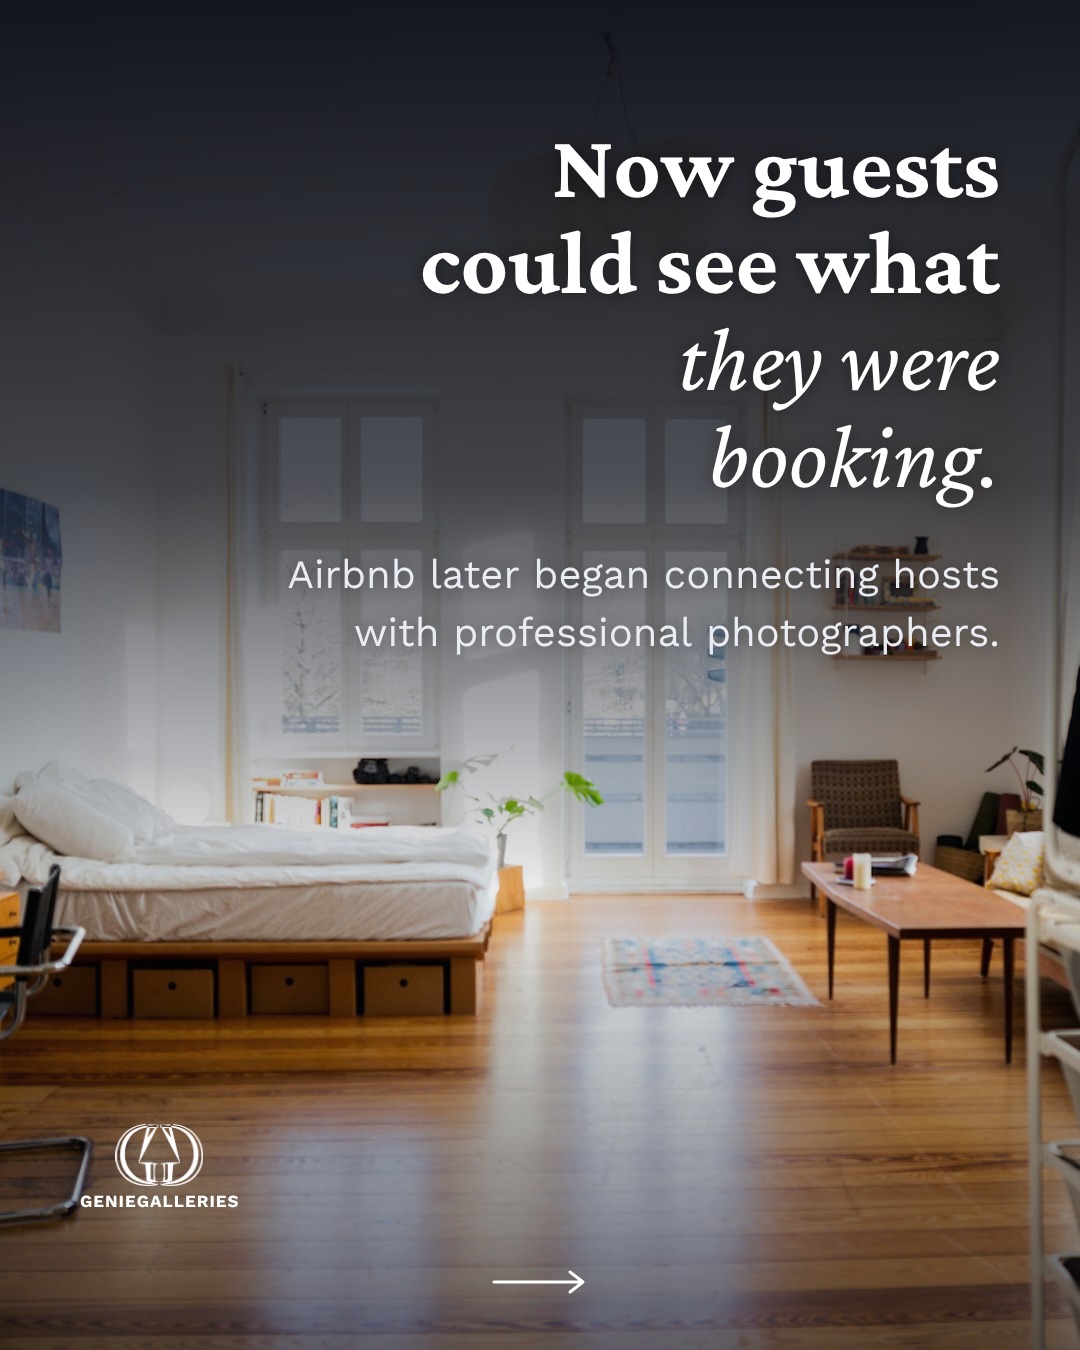 Now guests
could see what
they were
booking.
Airbnb later began connecting hosts
with professional photographers.
GENIEGALLERIES